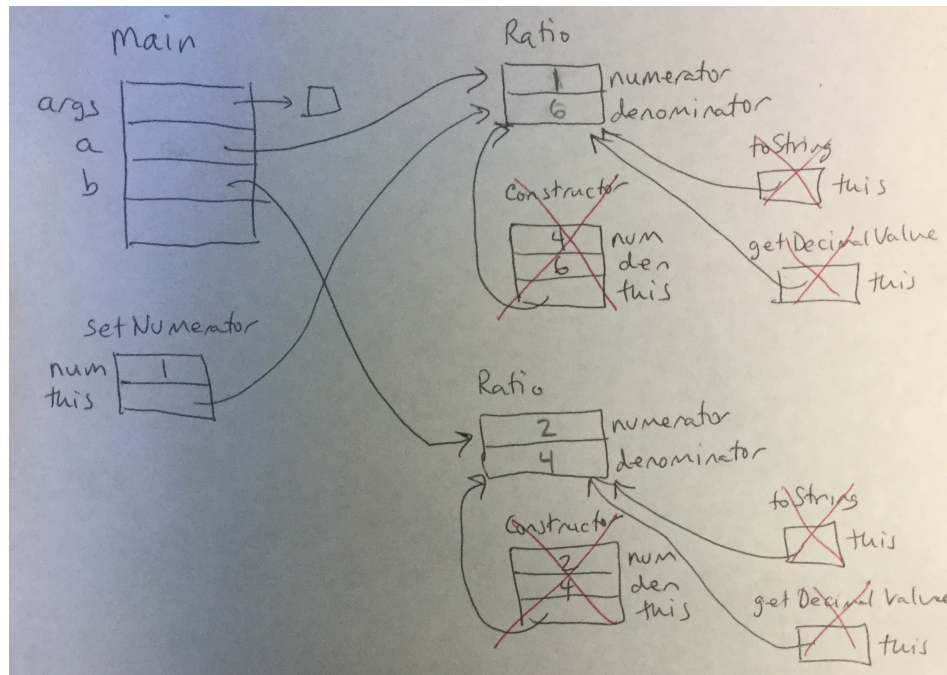 Main
args
a
b
setNumerator
num 1
this
Ratio
1 numerator
6 denominator
Constructor
4 num
6 den
this
toString
this
getDecimalValue
this
Ratio
2 numerator
4 denominator
Constructor
2 num
4 den
this
toString
this
getDecimalValue
this